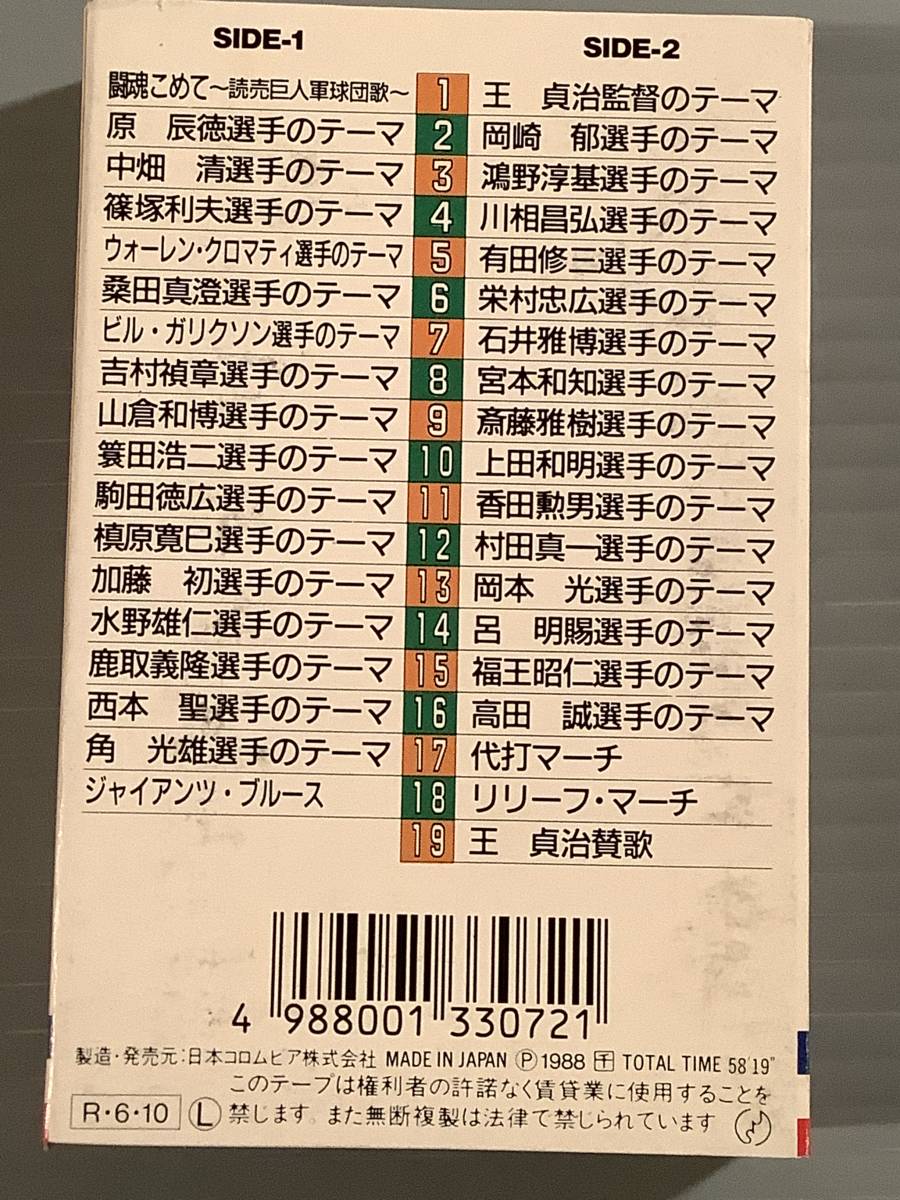 SIDE-1
闘魂こめて〜読売巨人軍球団歌〜 1
原　辰徳選手のテーマ 2
中畑　清選手のテーマ 3
篠塚利夫選手のテーマ 4
ウォーレン・クロマティ選手のテーマ 5
桑田真澄選手のテーマ 6
ビル・ガリクソン選手のテーマ 7
吉村禎章選手のテーマ 8
山倉和博選手のテーマ 9
簑田浩二選手のテーマ 10
駒田徳広選手のテーマ 11
槙原寛巳選手のテーマ 12
加藤　初選手のテーマ 13
水野雄仁選手のテーマ 14
鹿取義隆選手のテーマ 15
西本　聖選手のテーマ 16
角　光雄選手のテーマ 17
ジャイアンツ・ブルース 18
19
SIDE-2
王　貞治監督のテーマ
岡崎　郁選手のテーマ
鴻野淳基選手のテーマ
川相昌弘選手のテーマ
有田修三選手のテーマ
栄村忠広選手のテーマ
石井雅博選手のテーマ
宮本和知選手のテーマ
斎藤雅樹選手のテーマ
上田和明選手のテーマ
香田勲男選手のテーマ
村田真一選手のテーマ
岡本　光選手のテーマ
呂　明賜選手のテーマ
福王昭仁選手のテーマ
高田　誠選手のテーマ
代打マーチ
リリーフ・マーチ
王　貞治賛歌
4 988001 330721
製造・発売元:日本コロムビア株式会社 MADE IN JAPAN Ⓟ1988 干 TOTAL TIME 58'19"
このテープは権利者の許諾なく賃貸業に使用することを
R・6・10 Ⓛ 禁じます。また無断複製は法律で禁じられています